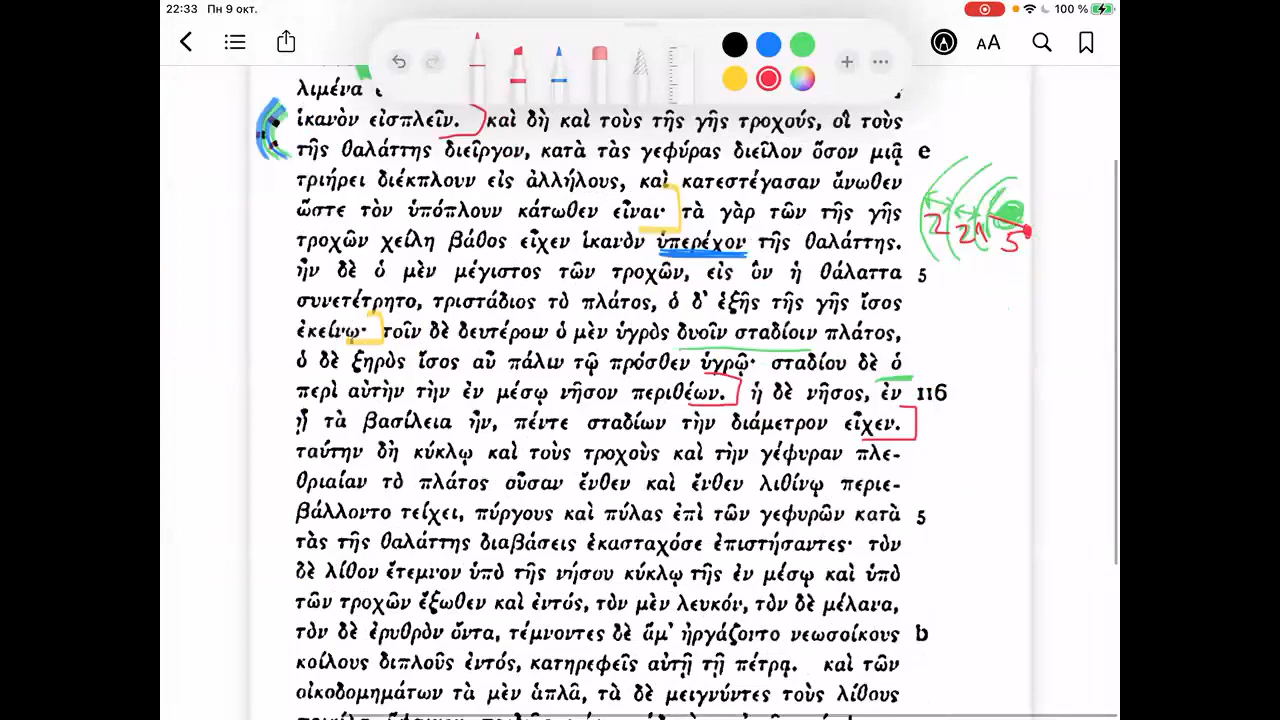 22:33 Пн 9 окт. 100 %
AA
λιμένα
ἱκανὸν εἰσπλεῖν. καὶ δὴ καὶ τοὺς τῆς γῆς τροχούς, οἳ τοὺς
τῆς θαλάττης διεῖργον, κατὰ τὰς γεφύρας διεῖλον ὅσον μιᾷ e
τριήρει διέκπλουν εἰς ἀλλήλους, καὶ κατεστέγασαν ἄνωθεν
ὥστε τὸν ὑπόπλουν κάτωθεν εἶναι· τὰ γὰρ τῶν τῆς γῆς
τροχῶν χείλη βάθος εἶχεν ἱκανὸν ὑπερέχον τῆς θαλάττης.
2 2 1 5
ἦν δὲ ὁ μὲν μέγιστος τῶν τροχῶν, εἰς ὃν ἡ θάλαττα 5
συνετέτρητο, τριστάδιος τὸ πλάτος, ὁ δ' ἑξῆς τῆς γῆς ἴσος
ἐκείνῳ· τοῖν δὲ δευτέροιν ὁ μὲν ὑγρὸς δυοῖν σταδίοιν πλάτος,
ὁ δὲ ξηρὸς ἴσος αὖ πάλιν τῷ πρόσθεν ὑγρῷ· σταδίου δὲ ὁ
περὶ αὐτὴν τὴν ἐν μέσῳ νῆσον περιθέων. ἡ δὲ νῆσος, ἐν 116
ᾗ τὰ βασίλεια ἦν, πέντε σταδίων τὴν διάμετρον εἶχεν.
ταύτην δὴ κύκλῳ καὶ τοὺς τροχοὺς καὶ τὴν γέφυραν πλε-
θριαίαν τὸ πλάτος οὖσαν ἔνθεν καὶ ἔνθεν λιθίνῳ περιε-
βάλλοντο τείχει, πύργους καὶ πύλας ἐπὶ τῶν γεφυρῶν κατὰ 5
τὰς τῆς θαλάττης διαβάσεις ἑκασταχόσε ἐπιστήσαντες· τὸν
δὲ λίθον ἔτεμνον ὑπὸ τῆς νήσου κύκλῳ τῆς ἐν μέσῳ καὶ ὑπὸ
τῶν τροχῶν ἔξωθεν καὶ ἐντός, τὸν μὲν λευκόν, τὸν δὲ μέλανα,
τὸν δὲ ἐρυθρὸν ὄντα, τέμνοντες δὲ ἅμ' ἠργάζοντο νεωσοίκους b
κοίλους διπλοῦς ἐντός, κατηρεφεῖς αὐτῇ τῇ πέτρᾳ. καὶ τῶν
οἰκοδομημάτων τὰ μὲν ἁπλᾶ, τὰ δὲ μειγνύντες τοὺς λίθους